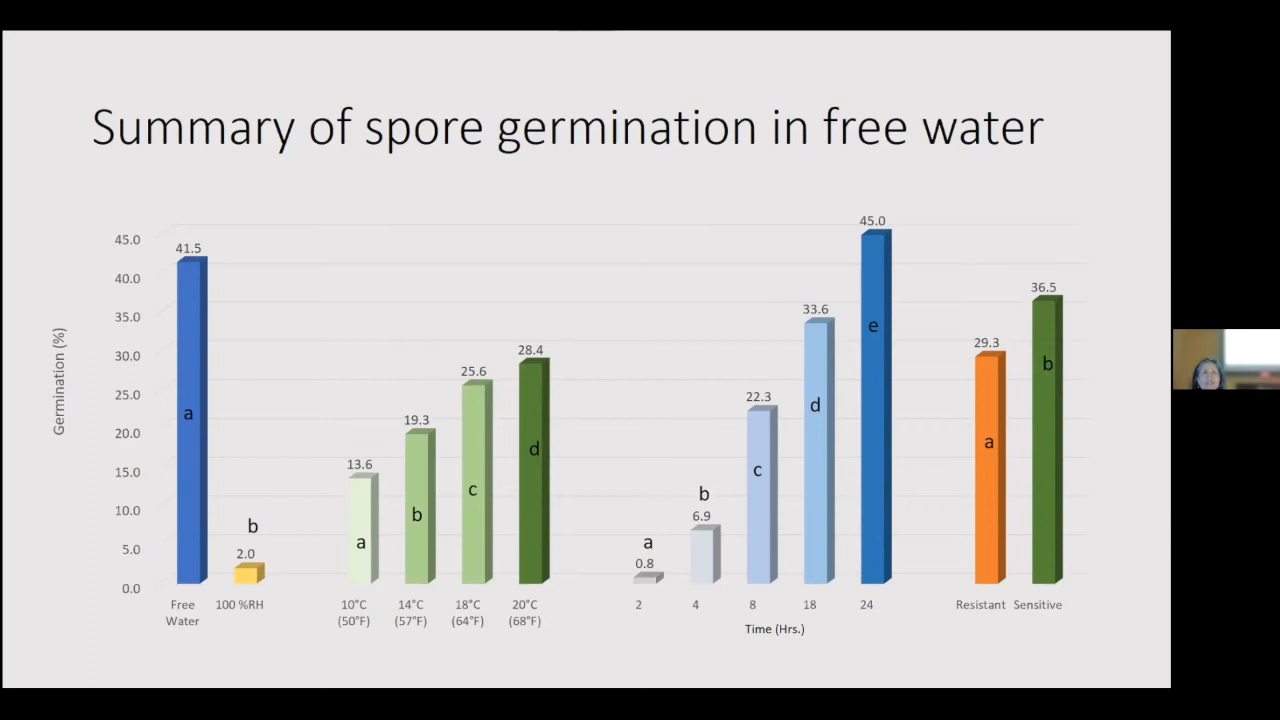 Summary of spore germination in free water
Germination (%)
45.0
40.0
35.0
30.0
25.0
20.0
15.0
10.0
5.0
0.0
41.5
a
b
2.0
13.6
a
19.3
b
25.6
c
28.4
d
a
0.8
b
6.9
22.3
c
33.6
d
45.0
e
29.3
a
36.5
b
Free Water
100 %RH
10°C (50°F)
14°C (57°F)
18°C (64°F)
20°C (68°F)
2
4
8
18
24
Time (Hrs.)
Resistant
Sensitive